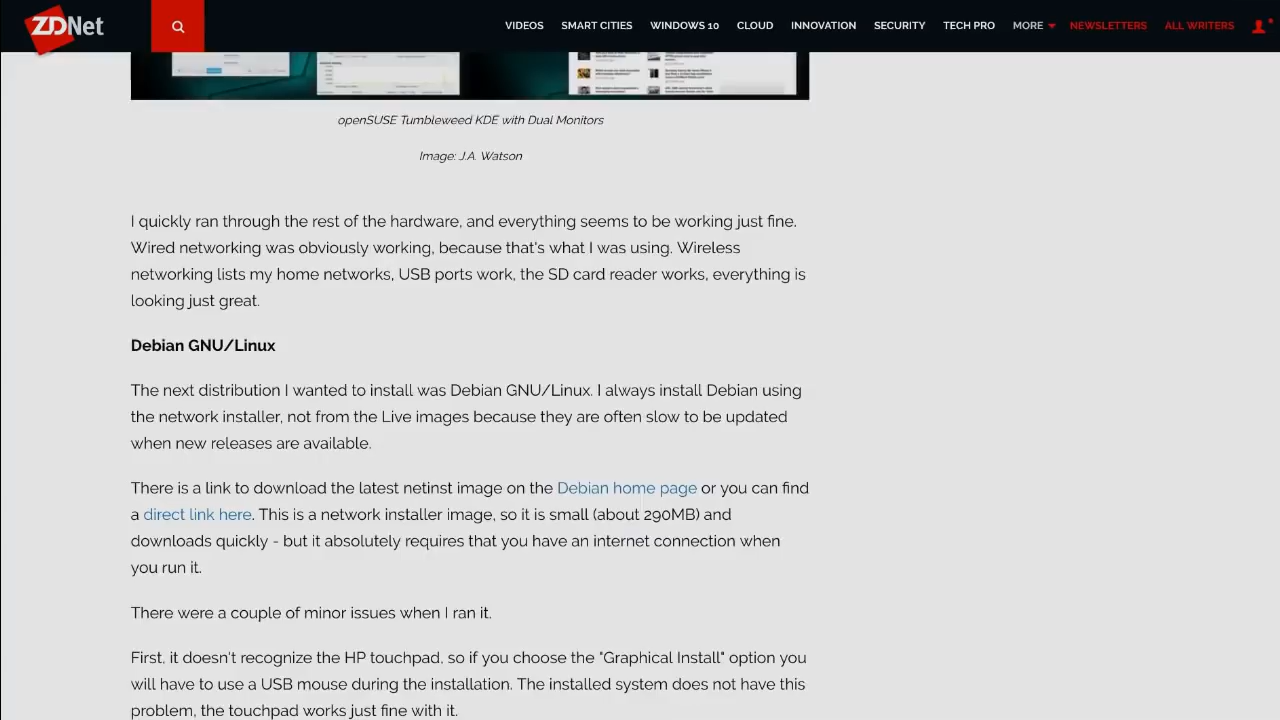 ZDNet
VIDEOS SMART CITIES WINDOWS 10 CLOUD INNOVATION SECURITY TECH PRO MORE NEWSLETTERS ALL WRITERS
openSUSE Tumbleweed KDE with Dual Monitors
Image: J.A. Watson
I quickly ran through the rest of the hardware, and everything seems to be working just fine.
Wired networking was obviously working, because that's what I was using. Wireless
networking lists my home networks, USB ports work, the SD card reader works, everything is
looking just great.
Debian GNU/Linux
The next distribution I wanted to install was Debian GNU/Linux. I always install Debian using
the network installer, not from the Live images because they are often slow to be updated
when new releases are available.
There is a link to download the latest netinst image on the Debian home page or you can find
a direct link here. This is a network installer image, so it is small (about 290MB) and
downloads quickly - but it absolutely requires that you have an internet connection when
you run it.
There were a couple of minor issues when I ran it.
First, it doesn't recognize the HP touchpad, so if you choose the "Graphical Install" option you
will have to use a USB mouse during the installation. The installed system does not have this
problem, the touchpad works just fine with it.